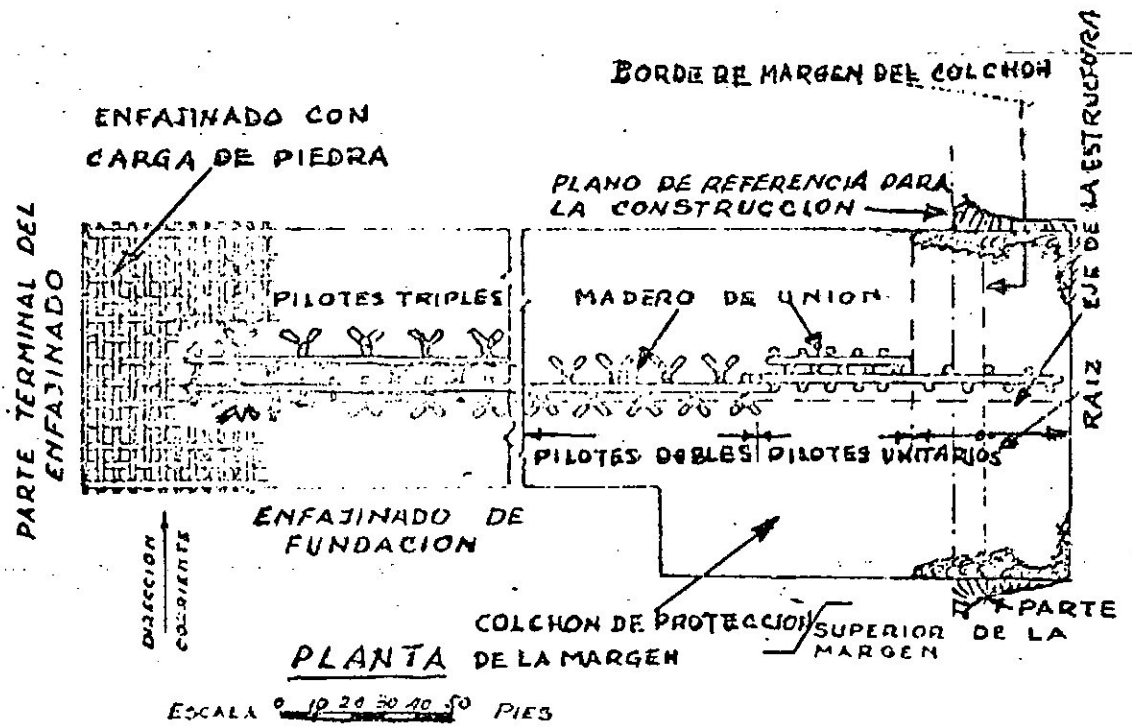 BORDE DE MARGEN DEL COLCHON
ENFAJINADO CON
CARGA DE PIEDRA
PLANO DE REFERENCIA DARA
LA CONSTRUCCION
EJE DE LA ESTRUCTORA
PARTE TERMINAL DEL
ENFAJINADO
PILOTES TRIPLES
MADERO DE UNION
RAIZ
PILOTES DOBLES
PILOTES UNITARIOS
ENFAJINADO DE
FUNDACION
DIRECCION
CORRIENTE
COLCHON DE PROTECCION
DE LA MARGEN
PARTE
SUPERIOR DE LA
MARGEN
PLANTA
ESCALA 0 10 20 30 40 50 PIES